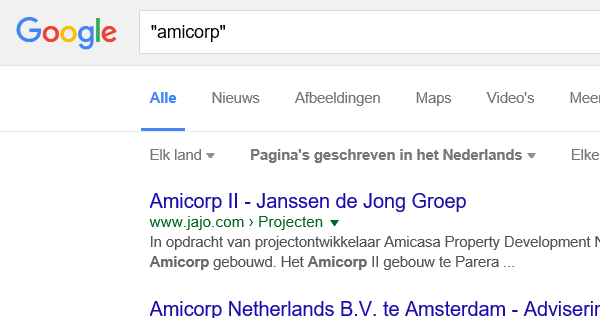 Google "amicorp"
Alle Nieuws Afbeeldingen Maps Video's Meer
Elk land Pagina's geschreven in het Nederlands Elke
Amicorp II - Janssen de Jong Groep
www.jajo.com › Projecten
In opdracht van projectontwikkelaar Amicasa Property Development N
Amicorp gebouwd. Het Amicorp II gebouw te Parera ...
Amicorp Netherlands B.V. te Amsterdam - Adviserin